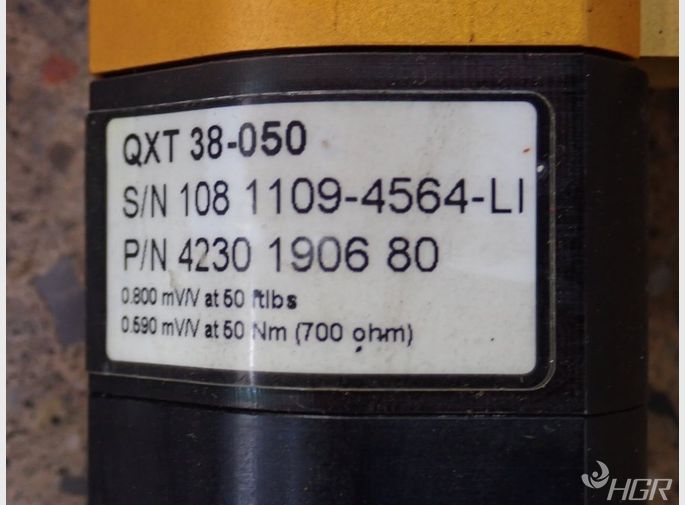 QXT 38-050
S/N 108 1109-4564-LI
P/N 4230 1906 80
0.800 mV/V at 50 ftlbs
0.590 mV/V at 50 Nm (700 ohm)
HGR